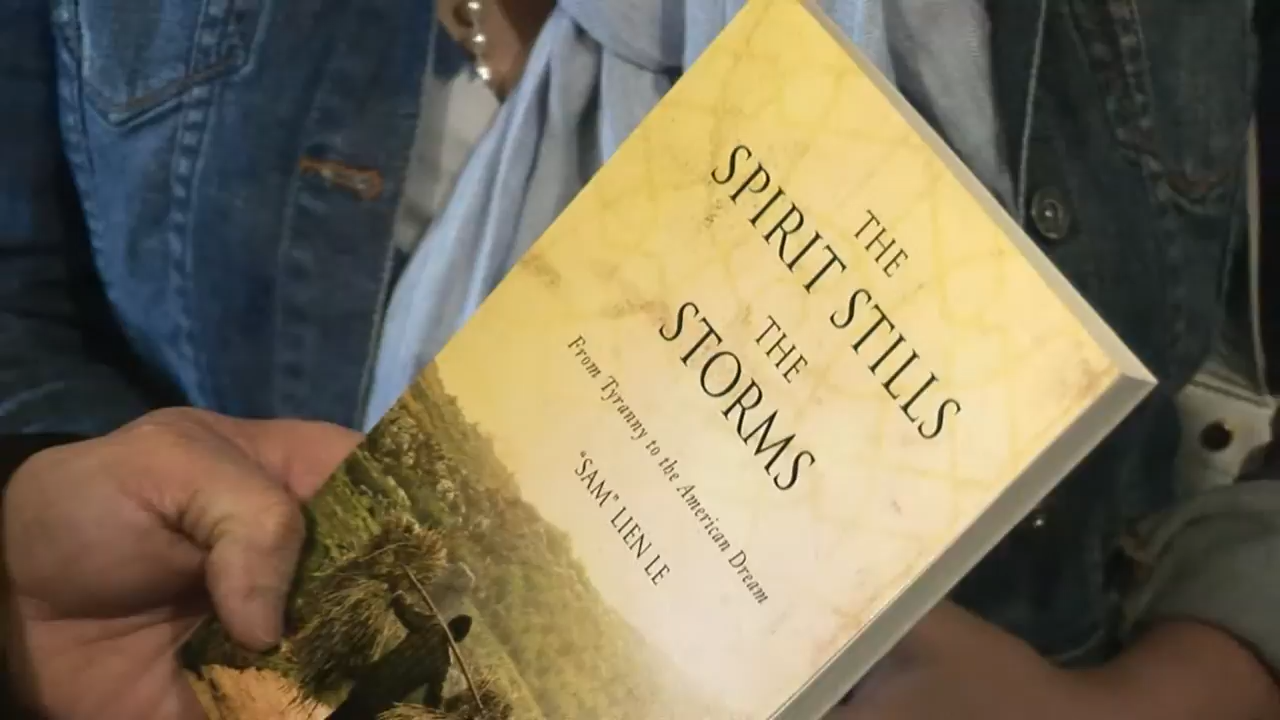 THE
SPIRIT STILLS
THE
STORMS
From Tyranny to the American Dream
"SAM" LIEN LE